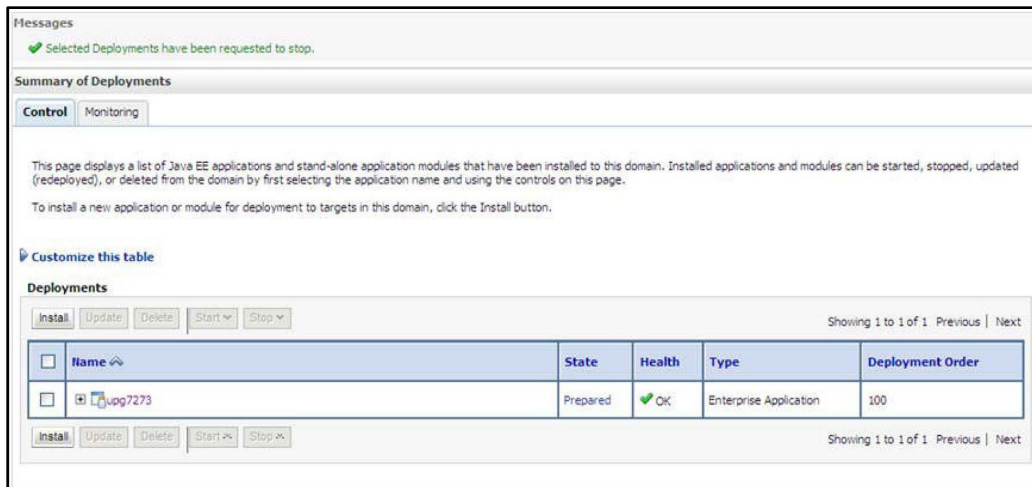 Messages
Selected Deployments have been requested to stop.
Summary of Deployments
Control Monitoring
This page displays a list of Java EE applications and stand-alone application modules that have been installed to this domain. Installed applications and modules can be started, stopped, updated
(redeployed), or deleted from the domain by first selecting the application name and using the controls on this page.
To install a new application or module for deployment to targets in this domain, click the Install button.
Customize this table
Deployments
Install Update Delete Start Stop Showing 1 to 1 of 1 Previous | Next
Name State Health Type Deployment Order
upg7273 Prepared OK Enterprise Application 100
Install Update Delete Start Stop Showing 1 to 1 of 1 Previous | Next